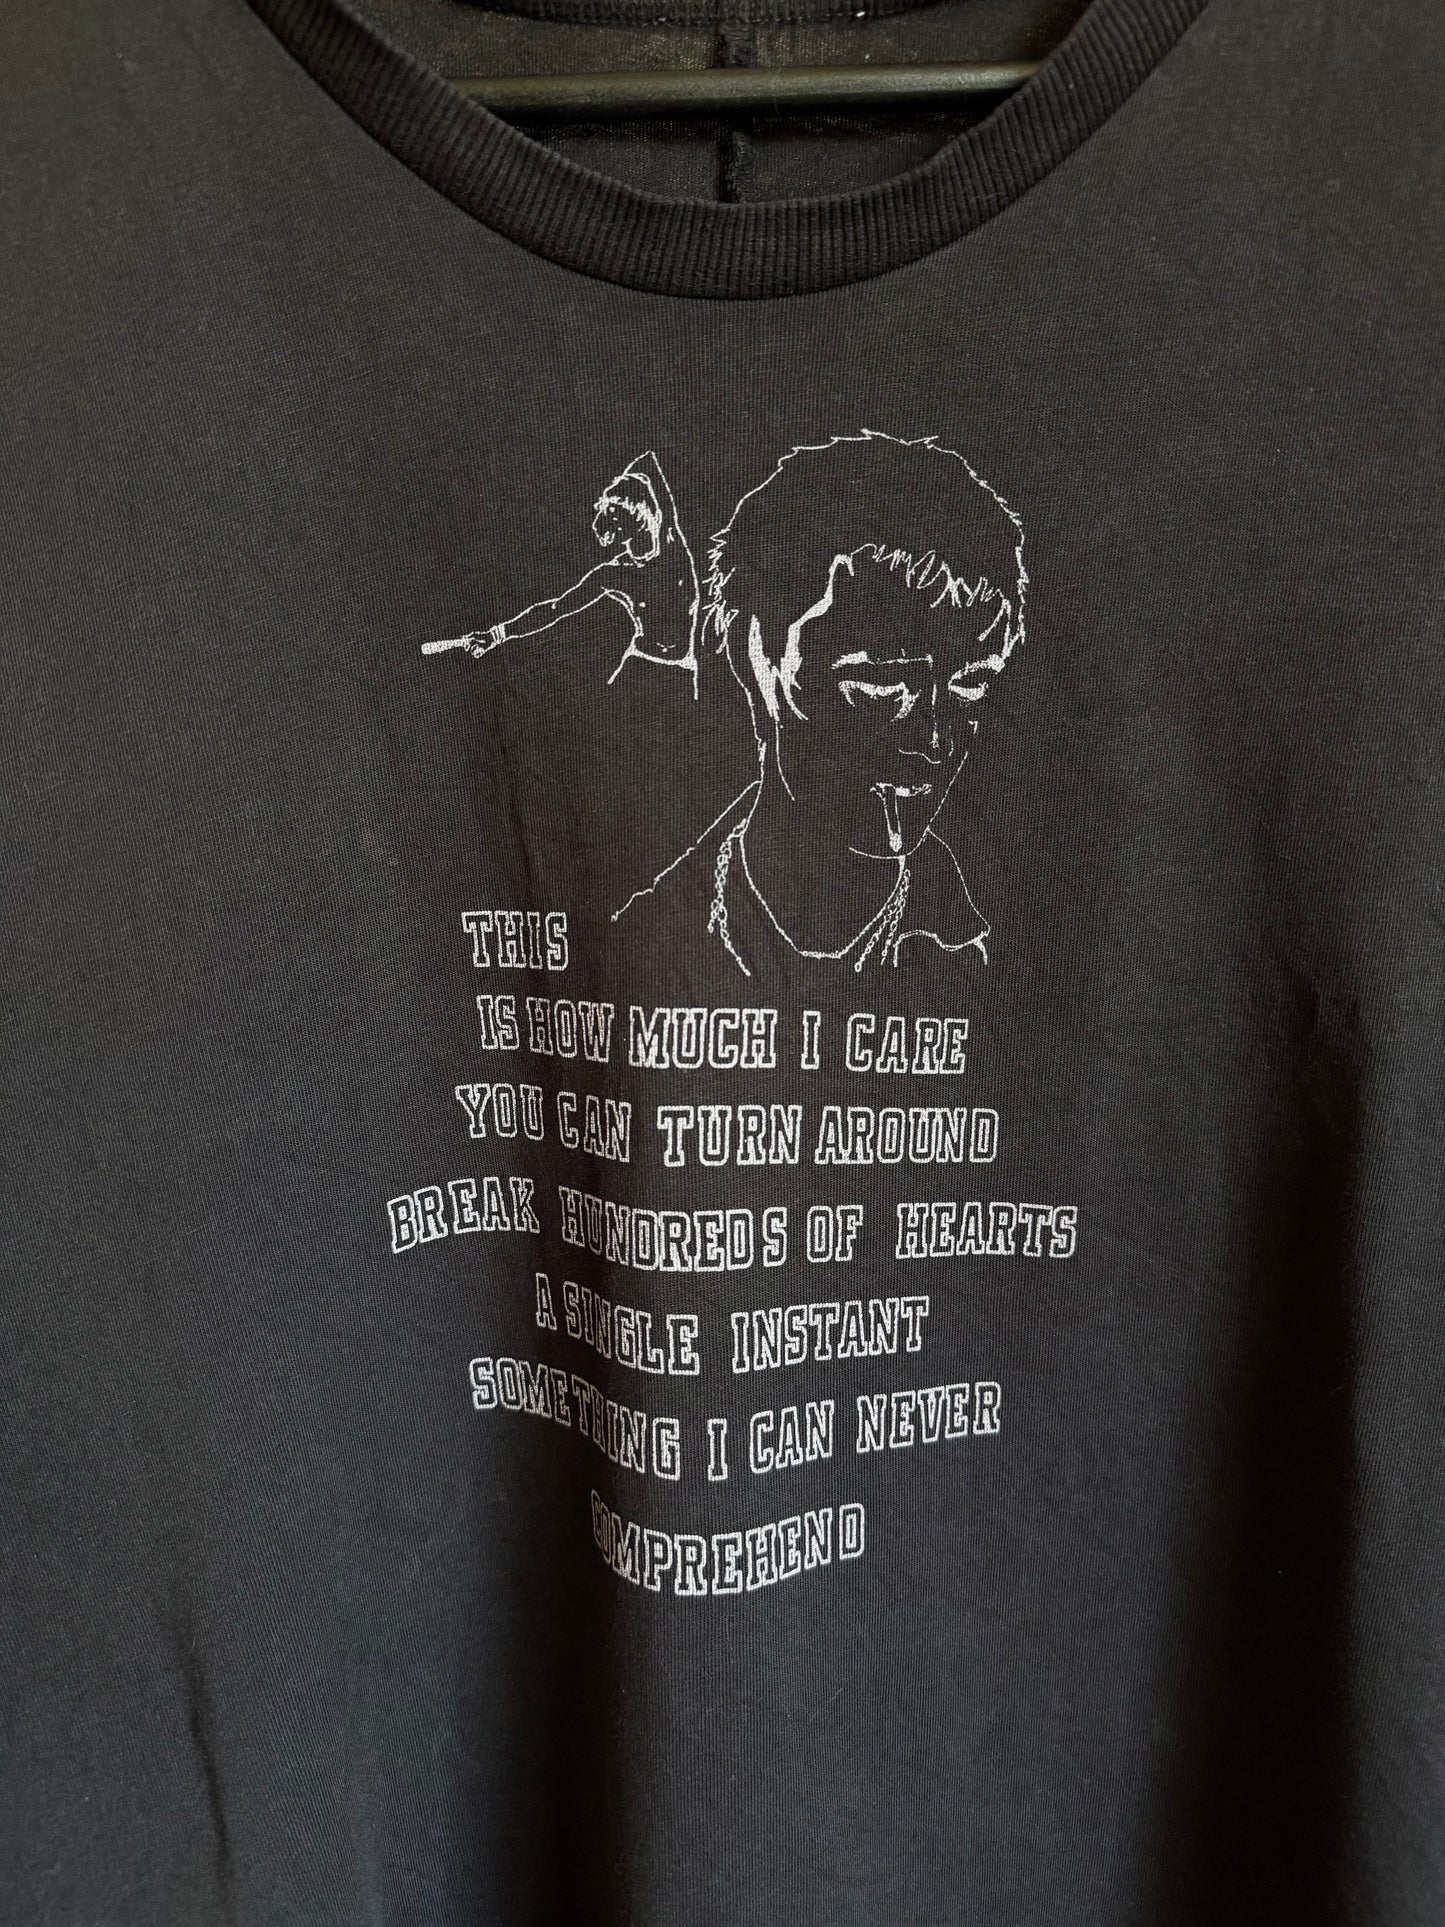 THIS
IS HOW MUCH I CARE
YOU CAN TURN AROUND
BREAK HUNDREDS OF HEARTS
A SINGLE INSTANT
SOMETHING I CAN NEVER
COMPREHEND